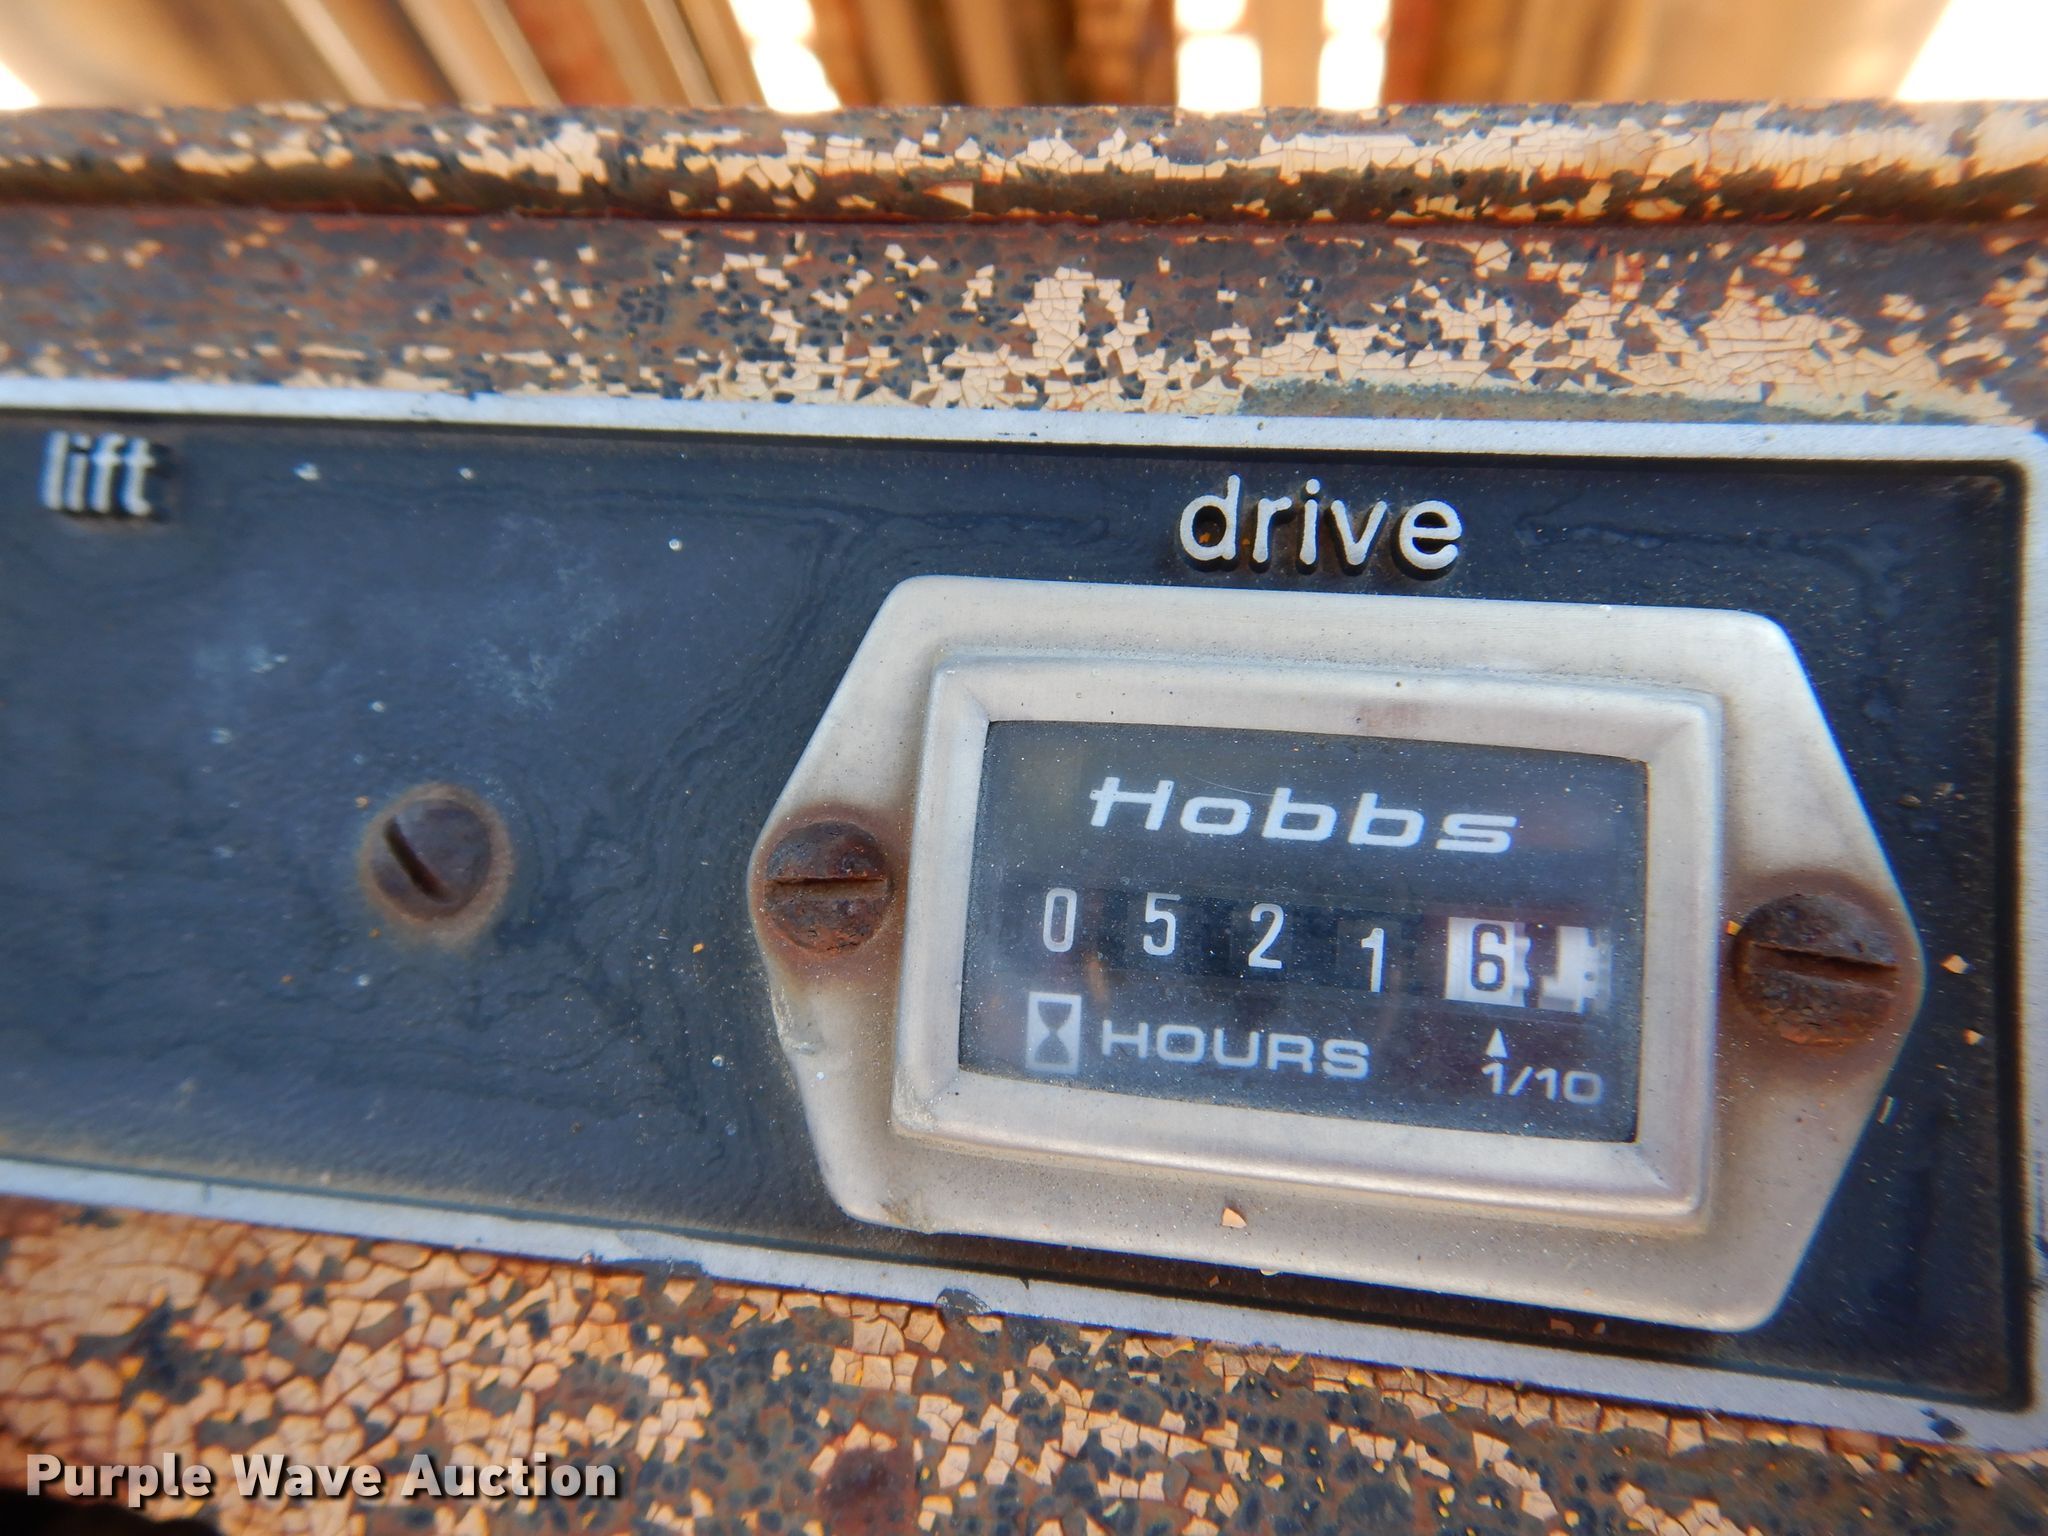 lift
drive
Hobbs
0 5 2 1 6
HOURS
1/10
Purple Wave Auction